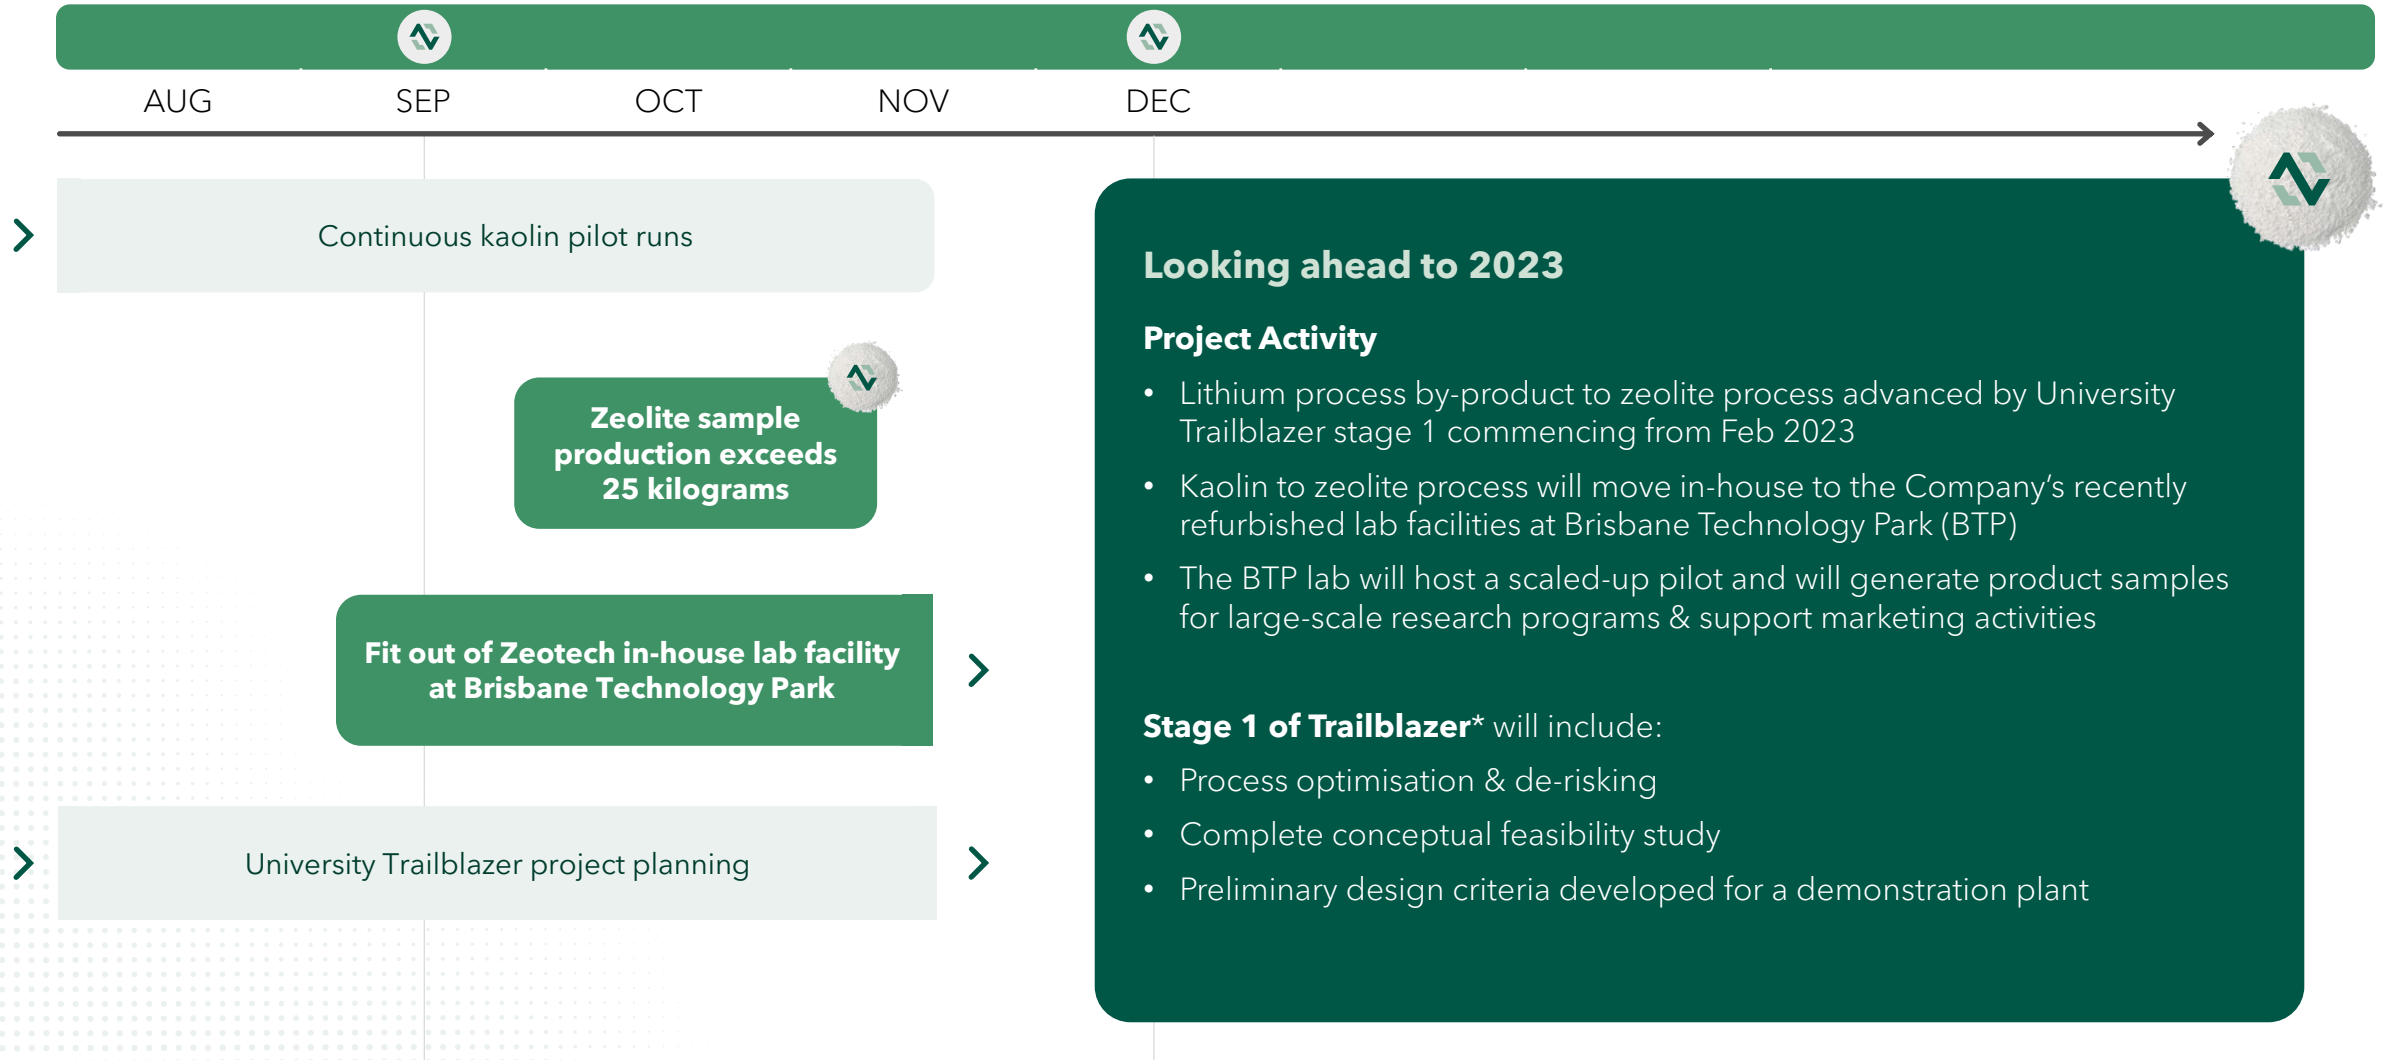 AUG SEP OCT NOV DEC
Continuous kaolin pilot runs
Zeolite sample
production exceeds
25 kilograms
Fit out of Zeotech in-house lab facility
at Brisbane Technology Park
University Trailblazer project planning
Looking ahead to 2023
Project Activity
• Lithium process by-product to zeolite process advanced by University
Trailblazer stage 1 commencing from Feb 2023
• Kaolin to zeolite process will move in-house to the Company’s recently
refurbished lab facilities at Brisbane Technology Park (BTP)
• The BTP lab will host a scaled-up pilot and will generate product samples
for large-scale research programs & support marketing activities
Stage 1 of Trailblazer* will include:
• Process optimisation & de-risking
• Complete conceptual feasibility study
• Preliminary design criteria developed for a demonstration plant